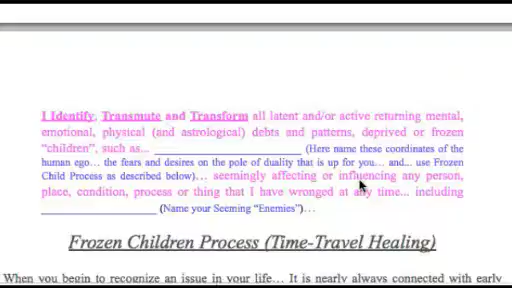 I Identify, Transmute and Transform all latent and/or active returning mental,
emotional, physical (and astrological) debts and patterns, deprived or frozen
“children”, such as... ___________________________ (Here name these coordinates of the
human ego… the fears and desires on the pole of duality that is up for you… and... use Frozen
Child Process as described below)… seemingly affecting or influencing any person,
place, condition, process or thing that I have wronged at any time... including
_____________________ (Name your Seeming “Enemies”)…
Frozen Children Process (Time-Travel Healing)
When you begin to recognize an issue in your life… It is nearly always connected with early